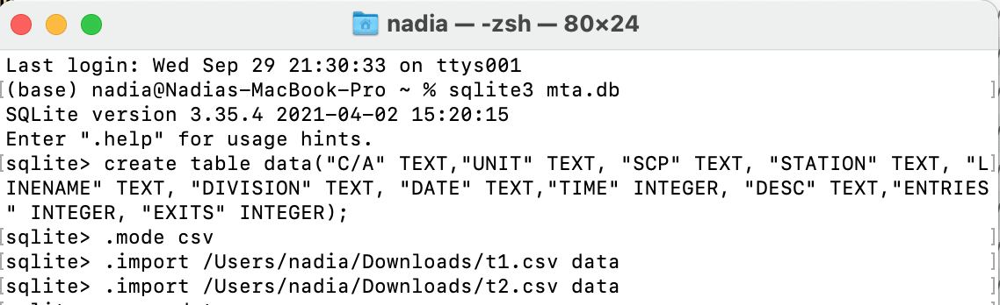 nadia — -zsh — 80×24
Last login: Wed Sep 29 21:30:33 on ttys001
(base) nadia@Nadias-MacBook-Pro ~ % sqlite3 mta.db
SQLite version 3.35.4 2021-04-02 15:20:15
Enter ".help" for usage hints.
sqlite> create table data("C/A" TEXT,"UNIT" TEXT, "SCP" TEXT, "STATION" TEXT, "L
INENAME" TEXT, "DIVISION" TEXT, "DATE" TEXT,"TIME" INTEGER, "DESC" TEXT,"ENTRIES
" INTEGER, "EXITS" INTEGER);
sqlite> .mode csv
sqlite> .import /Users/nadia/Downloads/t1.csv data
sqlite> .import /Users/nadia/Downloads/t2.csv data